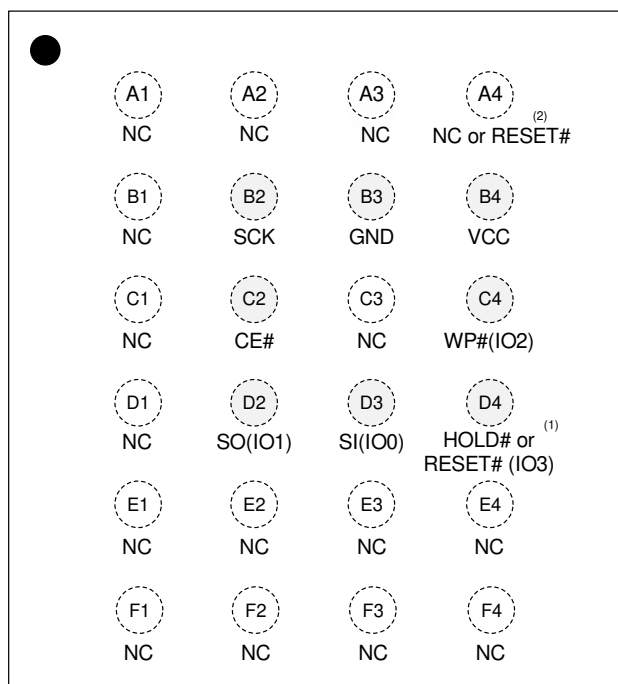 A1 A2 A3 A4
(2)
NC NC NC NC or RESET#
B1 B2 B3 B4
NC SCK GND VCC
C1 C2 C3 C4
NC CE# NC WP#(IO2)
D1 D2 D3 D4
(1)
NC SO(IO1) SI(IO0) HOLD# or
RESET# (IO3)
E1 E2 E3 E4
NC NC NC NC
F1 F2 F3 F4
NC NC NC NC